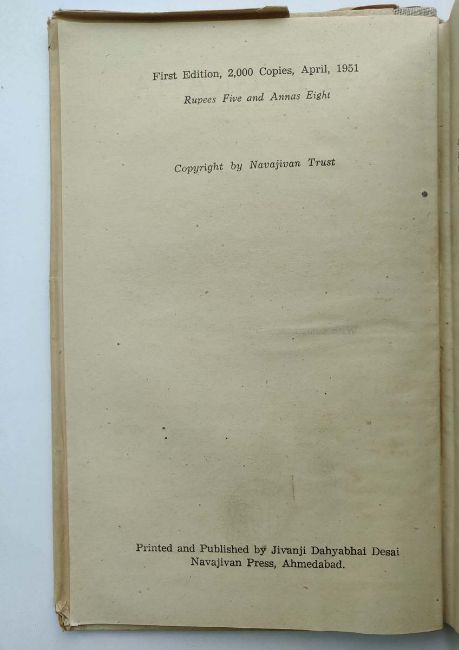 First Edition, 2,000 Copies, April, 1951
Rupees Five and Annas Eight
Copyright by Navajivan Trust
Printed and Published by Jivanji Dahyabhai Desai
Navajivan Press, Ahmedabad.